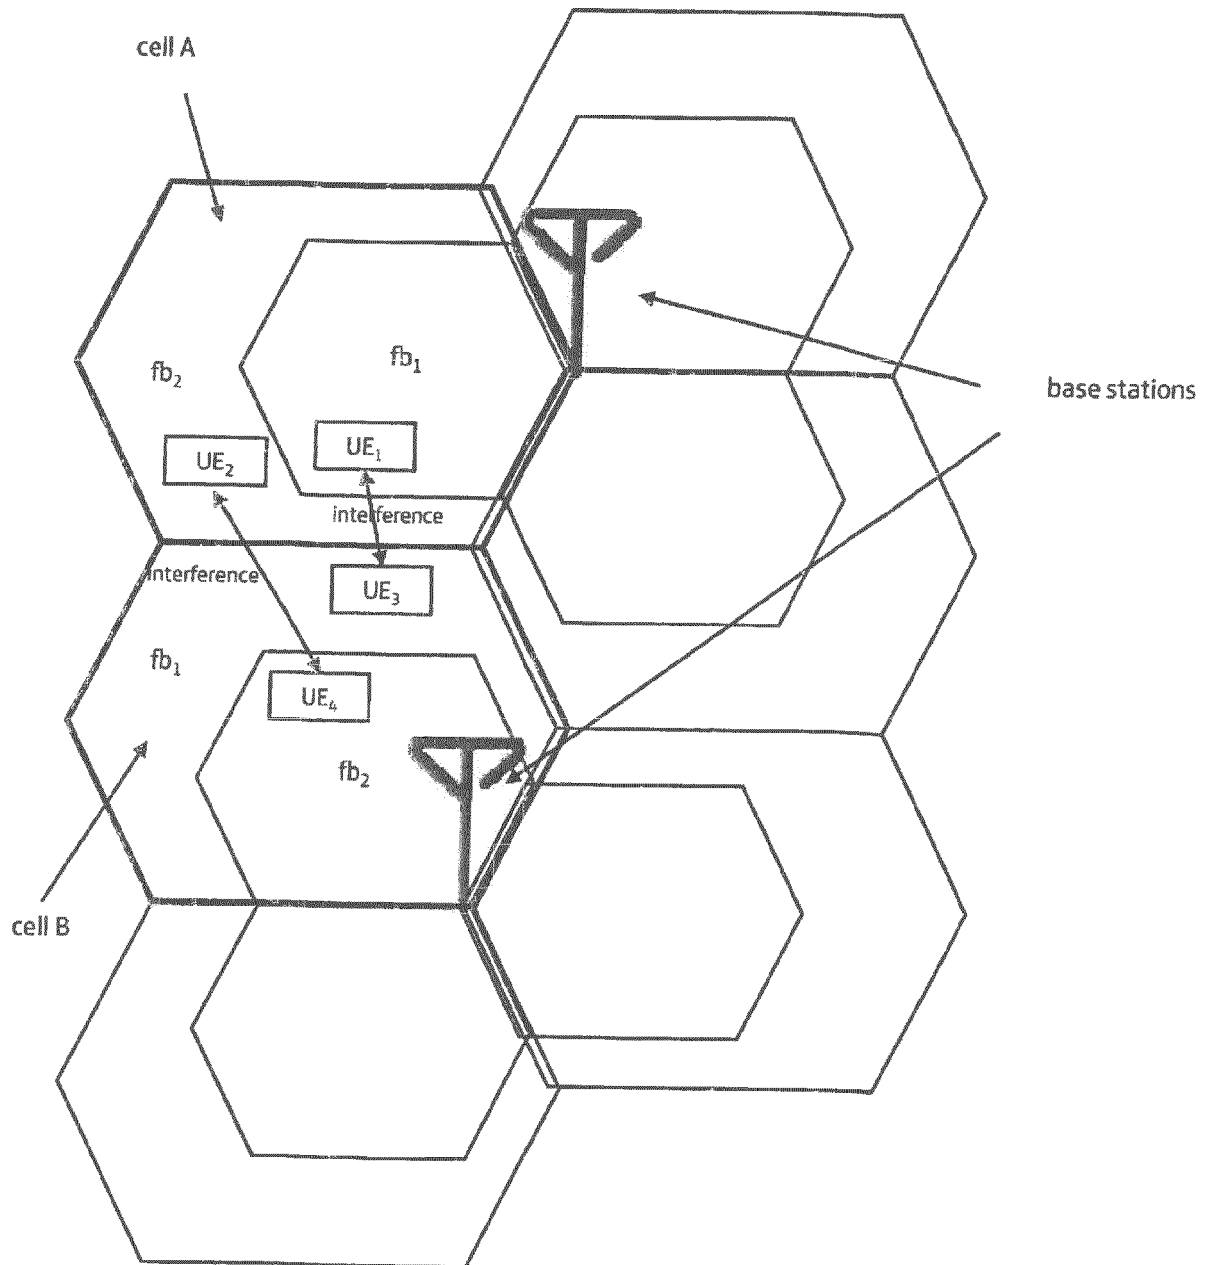 cell A
fb₂
fb₁
UE₂
UE₁
interference
interference
UE₃
fb₁
UE₄
fb₂
base stations
cell B